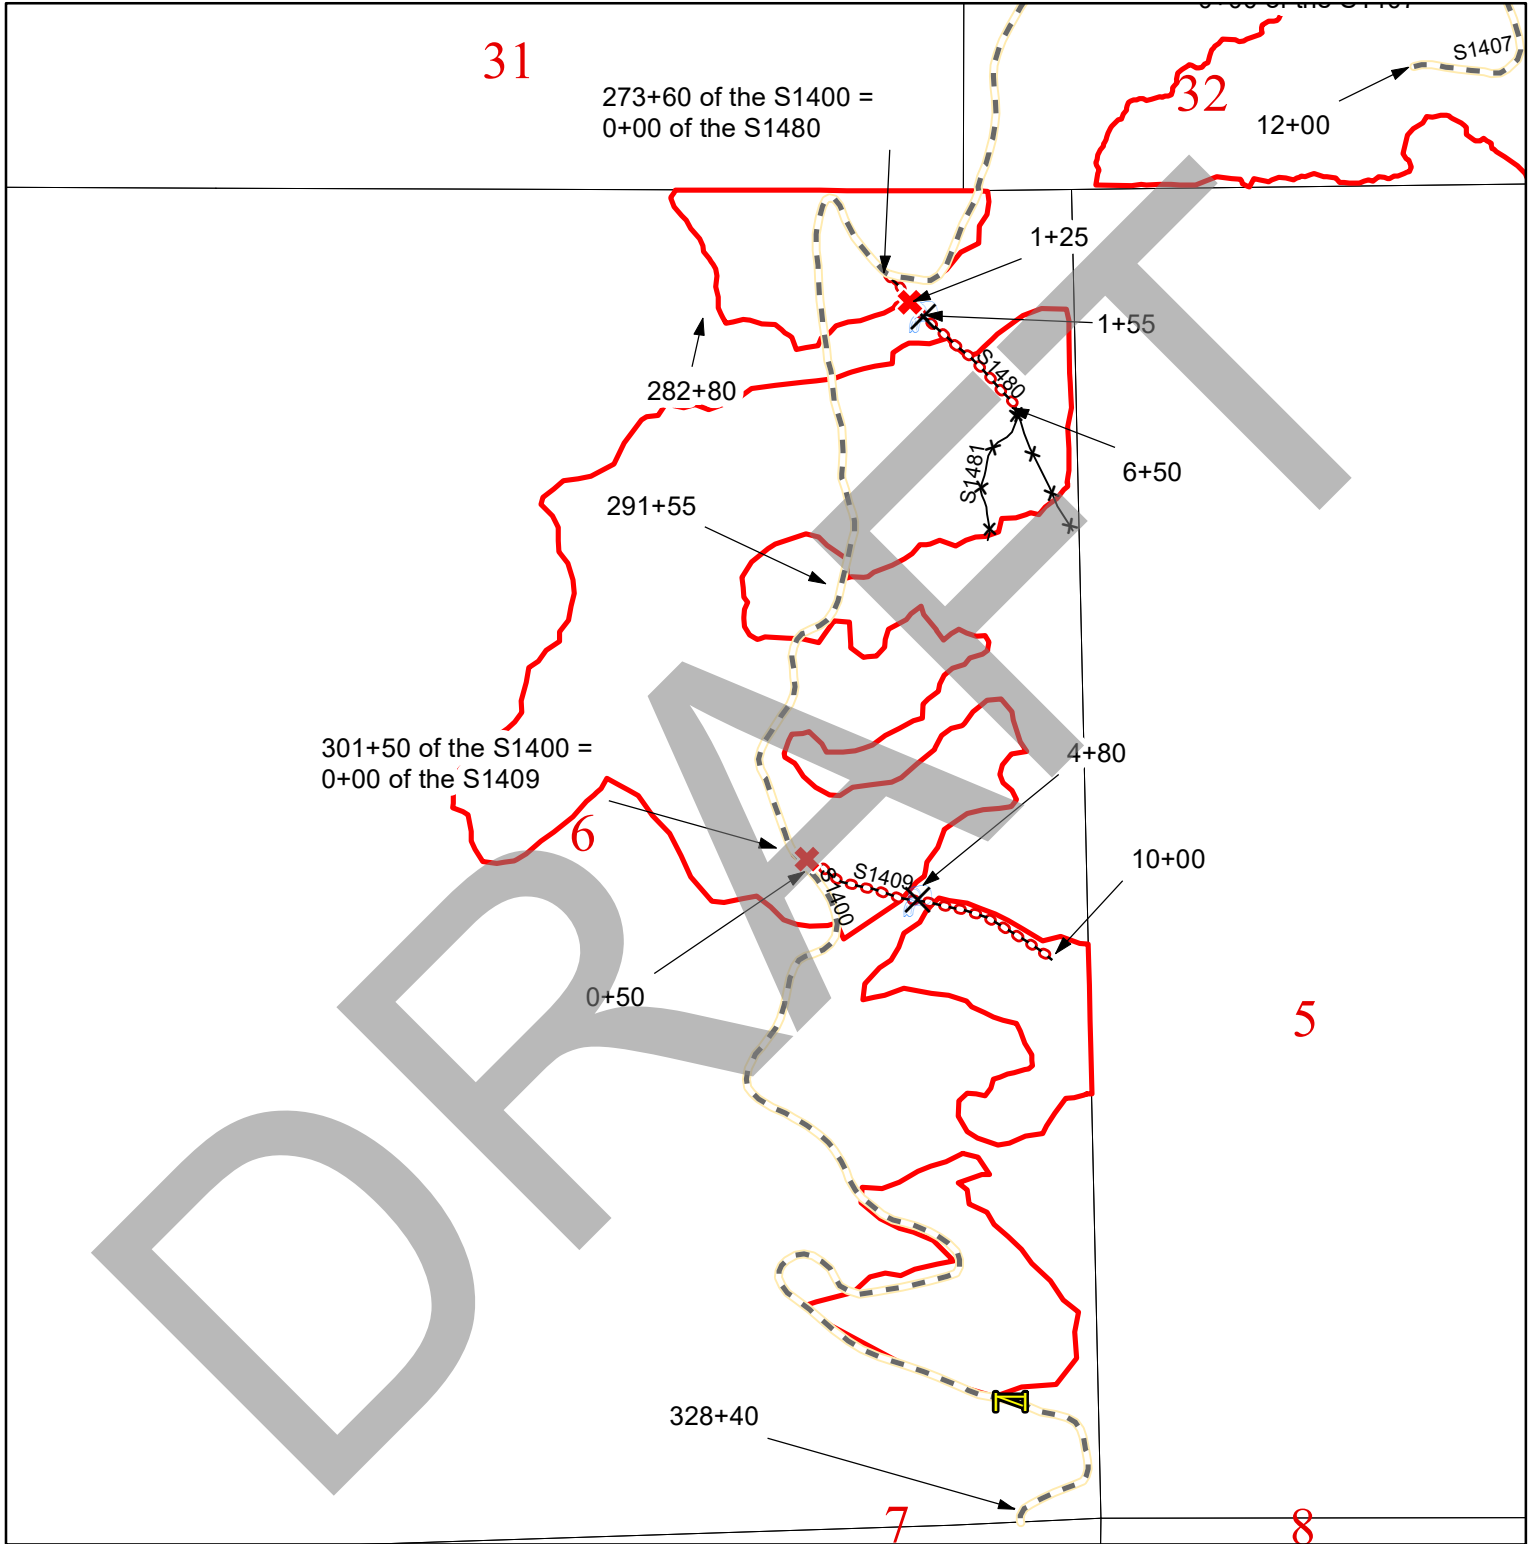 31
S1407
32
273+60 of the S1400 =
0+00 of the S1480
12+00
1+25
1+55
S1480
282+80
6+50
S1481
291+55
301+50 of the S1400 =
0+00 of the S1409
4+80
6
10+00
S1409
S1400
0+50
5
328+40
7
8
DRAFT